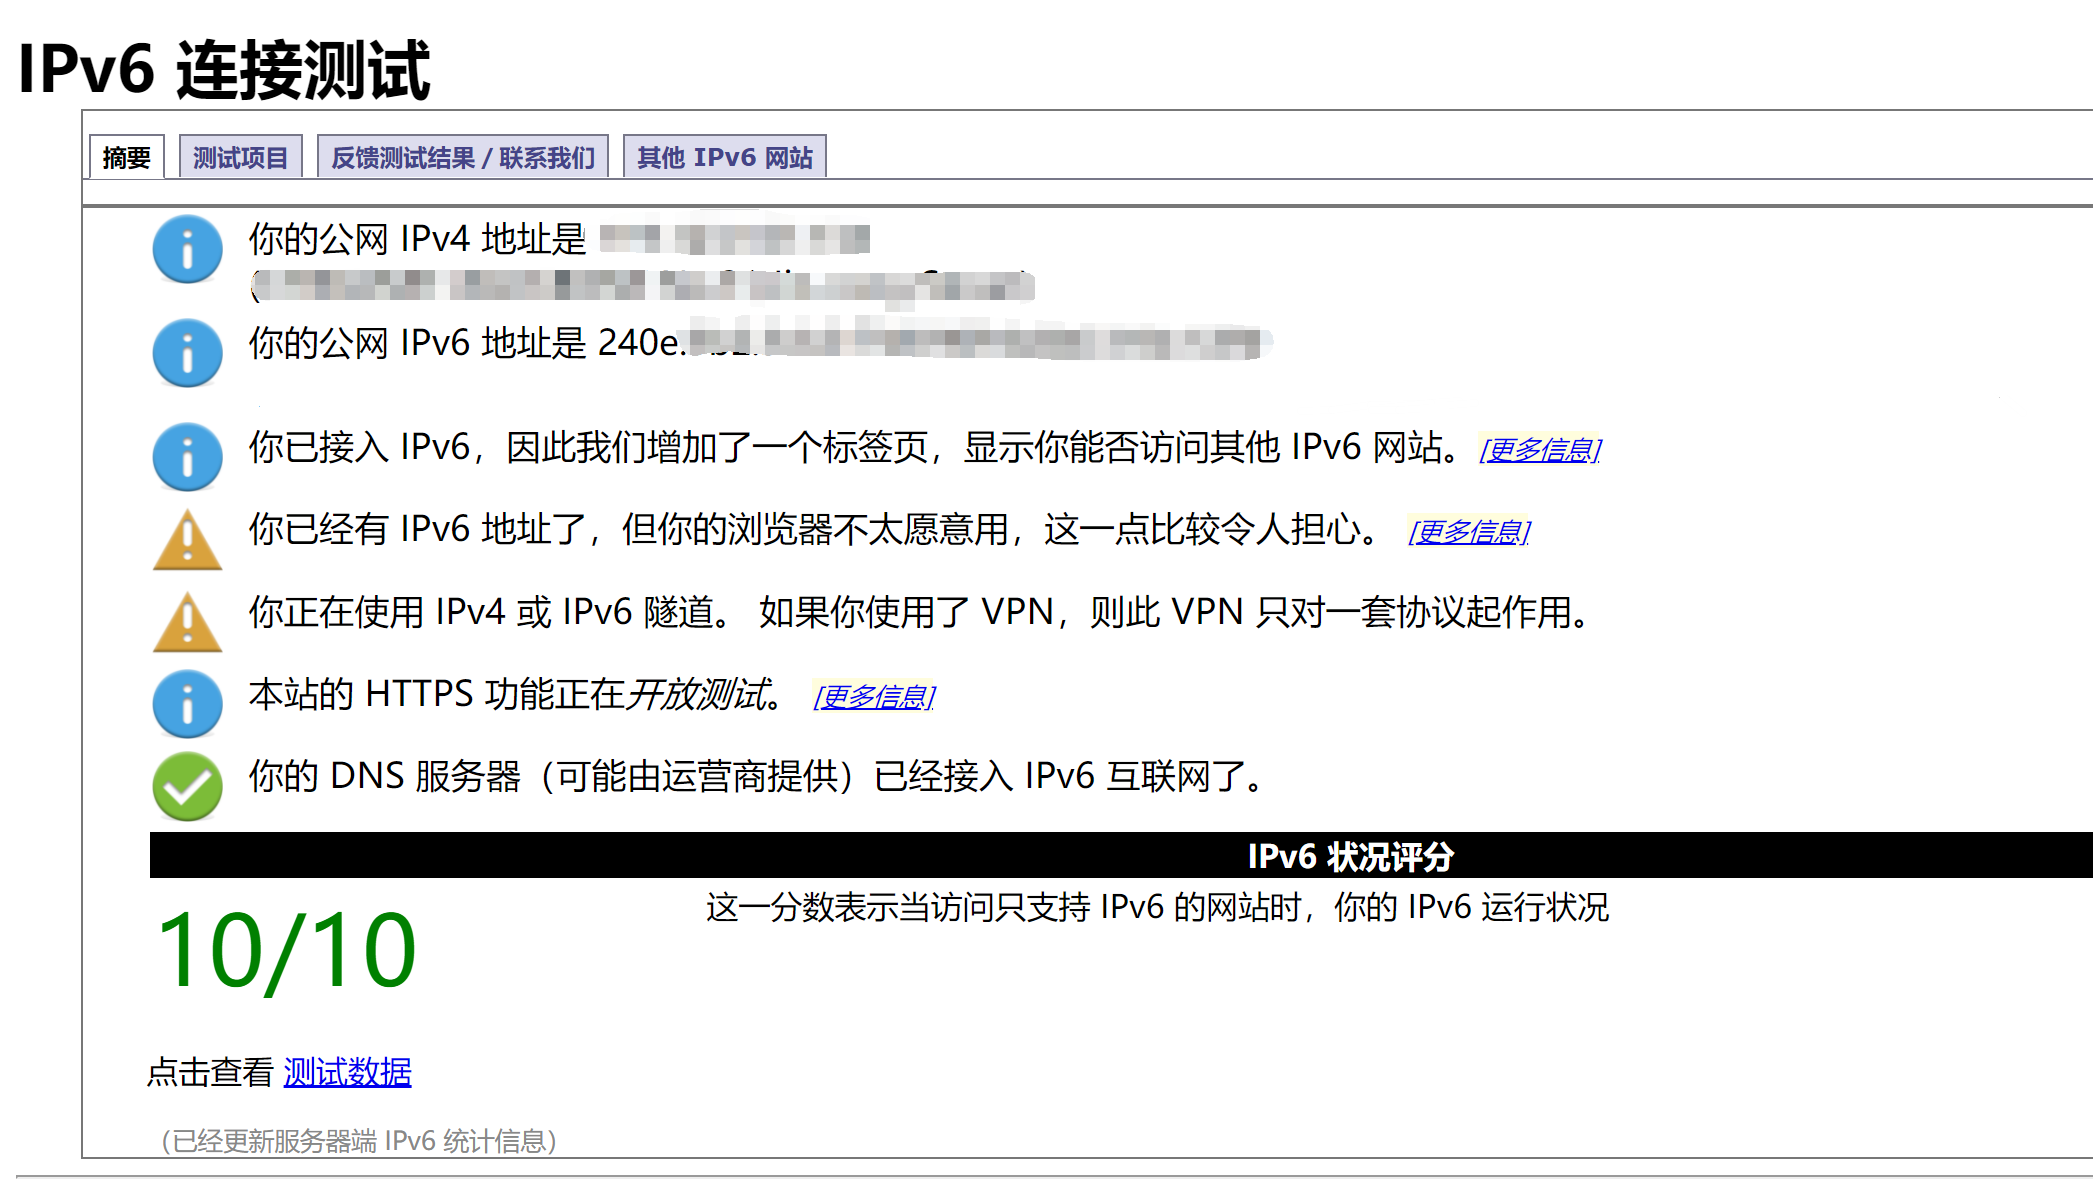 IPv6 连接测试
摘要 测试项目 反馈测试结果 / 联系我们 其他 IPv6 网站
你的公网 IPv4 地址是
你的公网 IPv6 地址是 240e
你已接入 IPv6，因此我们增加了一个标签页，显示你能否访问其他 IPv6 网站。 [更多信息]
你已经有 IPv6 地址了，但你的浏览器不太愿意用，这一点比较令人担心。 [更多信息]
你正在使用 IPv4 或 IPv6 隧道。 如果你使用了 VPN，则此 VPN 只对一套协议起作用。
本站的 HTTPS 功能正在开放测试。 [更多信息]
你的 DNS 服务器（可能由运营商提供）已经接入 IPv6 互联网了。
IPv6 状况评分
10/10 这一分数表示当访问只支持 IPv6 的网站时，你的 IPv6 运行状况
点击查看 测试数据
（已经更新服务器端 IPv6 统计信息）